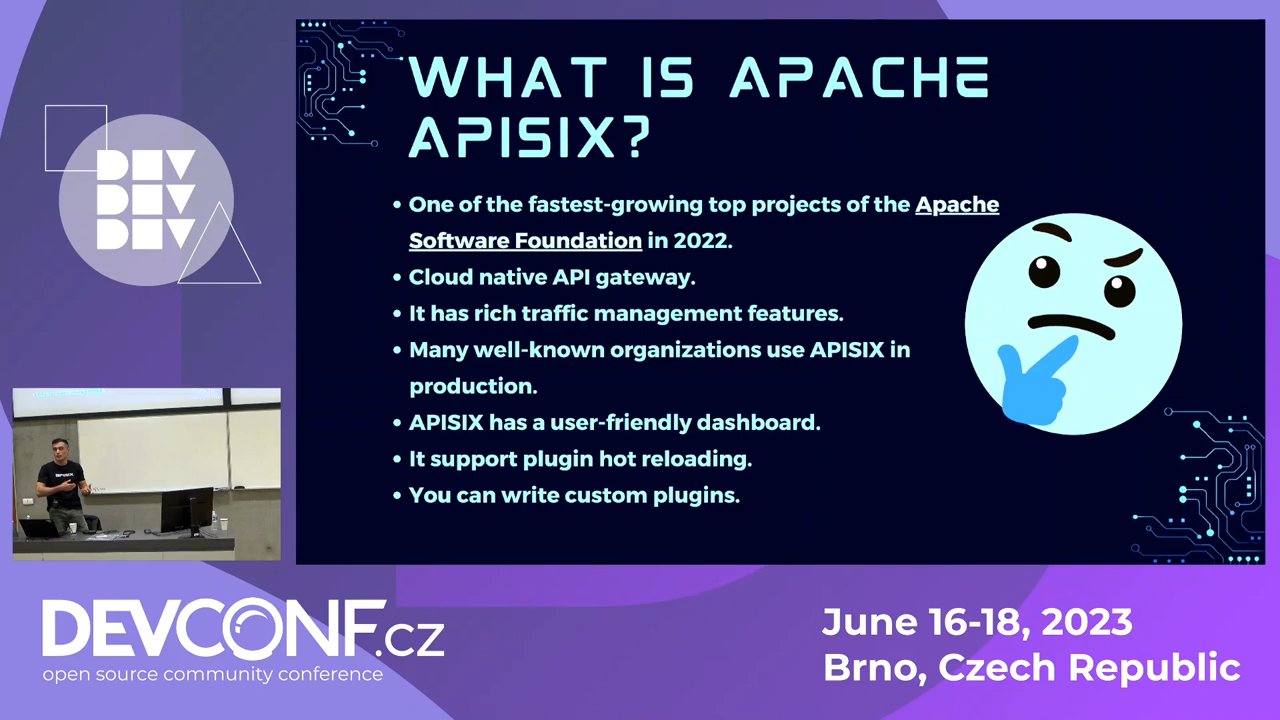 WHAT IS APACHE
APISIX?
• One of the fastest-growing top projects of the Apache
Software Foundation in 2022.
• Cloud native API gateway.
• It has rich traffic management features.
• Many well-known organizations use APISIX in
production.
• APISIX has a user-friendly dashboard.
• It support plugin hot reloading.
• You can write custom plugins.
DEV
DEV
DEV
APISIX
DEVCONF.cz
open source community conference
June 16-18, 2023
Brno, Czech Republic